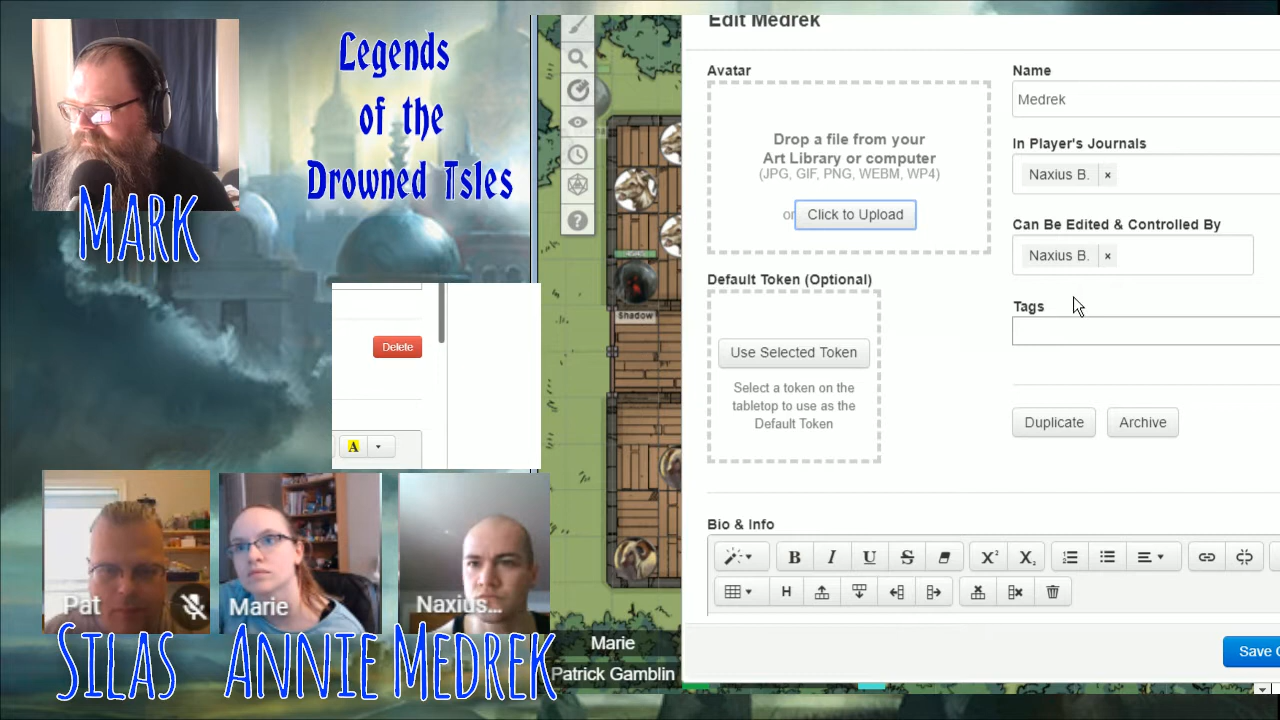 Legends
of the
Drowned Isles
MARK
Delete
A
Pat
Marie
Naxius...
SILAS
ANNIE
MEDREK
Shadow
Marie
Patrick Gamblin
Edit Medrek
Avatar
Drop a file from your
Art Library or computer
(JPG, GIF, PNG, WEBM, WP4)
or Click to Upload
Default Token (Optional)
Use Selected Token
Select a token on the
tabletop to use as the
Default Token
Name
Medrek
In Player's Journals
Naxius B. ×
Can Be Edited & Controlled By
Naxius B. ×
Tags
Duplicate
Archive
Bio & Info
B I U S X² X₂
H
Save C